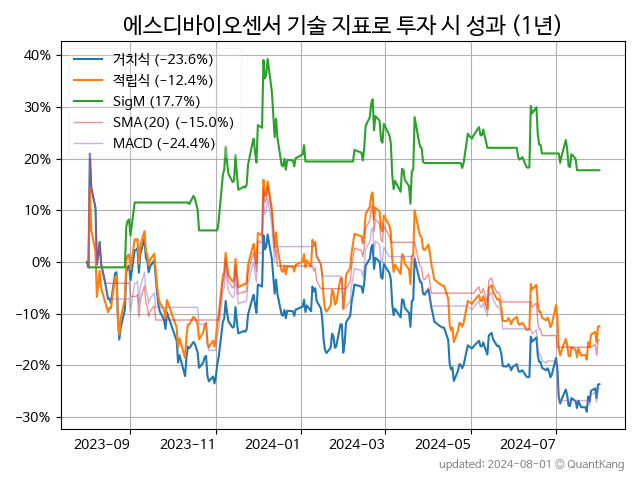 에스디바이오센서 기술 지표로 투자 시 성과 (1년)
40%
30%
20%
10%
0%
−10%
−20%
−30%
거치식 (−23.6%)
적립식 (−12.4%)
SigM (17.7%)
SMA(20) (−15.0%)
MACD (−24.4%)
2023-09 2023-11 2024-01 2024-03 2024-05 2024-07
updated: 2024-08-01 © QuantKang